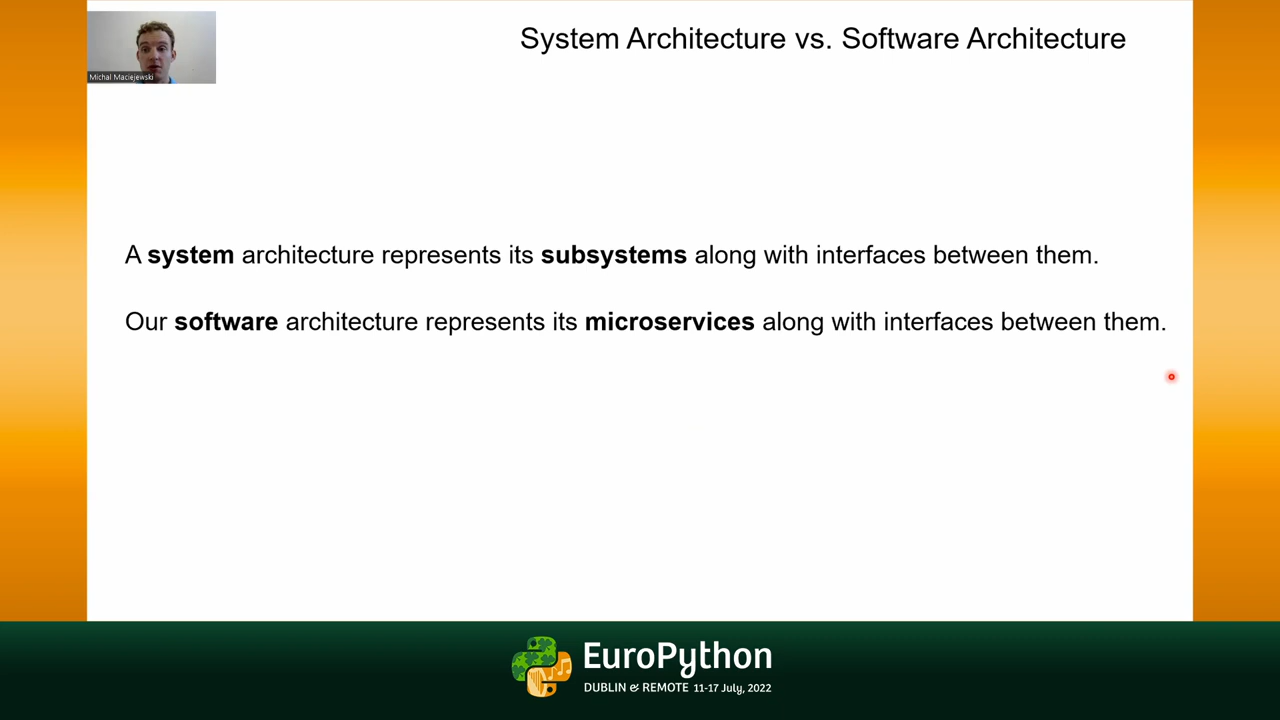 Michal Maciejewski
System Architecture vs. Software Architecture
A system architecture represents its subsystems along with interfaces between them.
Our software architecture represents its microservices along with interfaces between them.
EuroPython
DUBLIN & REMOTE 11-17 July, 2022